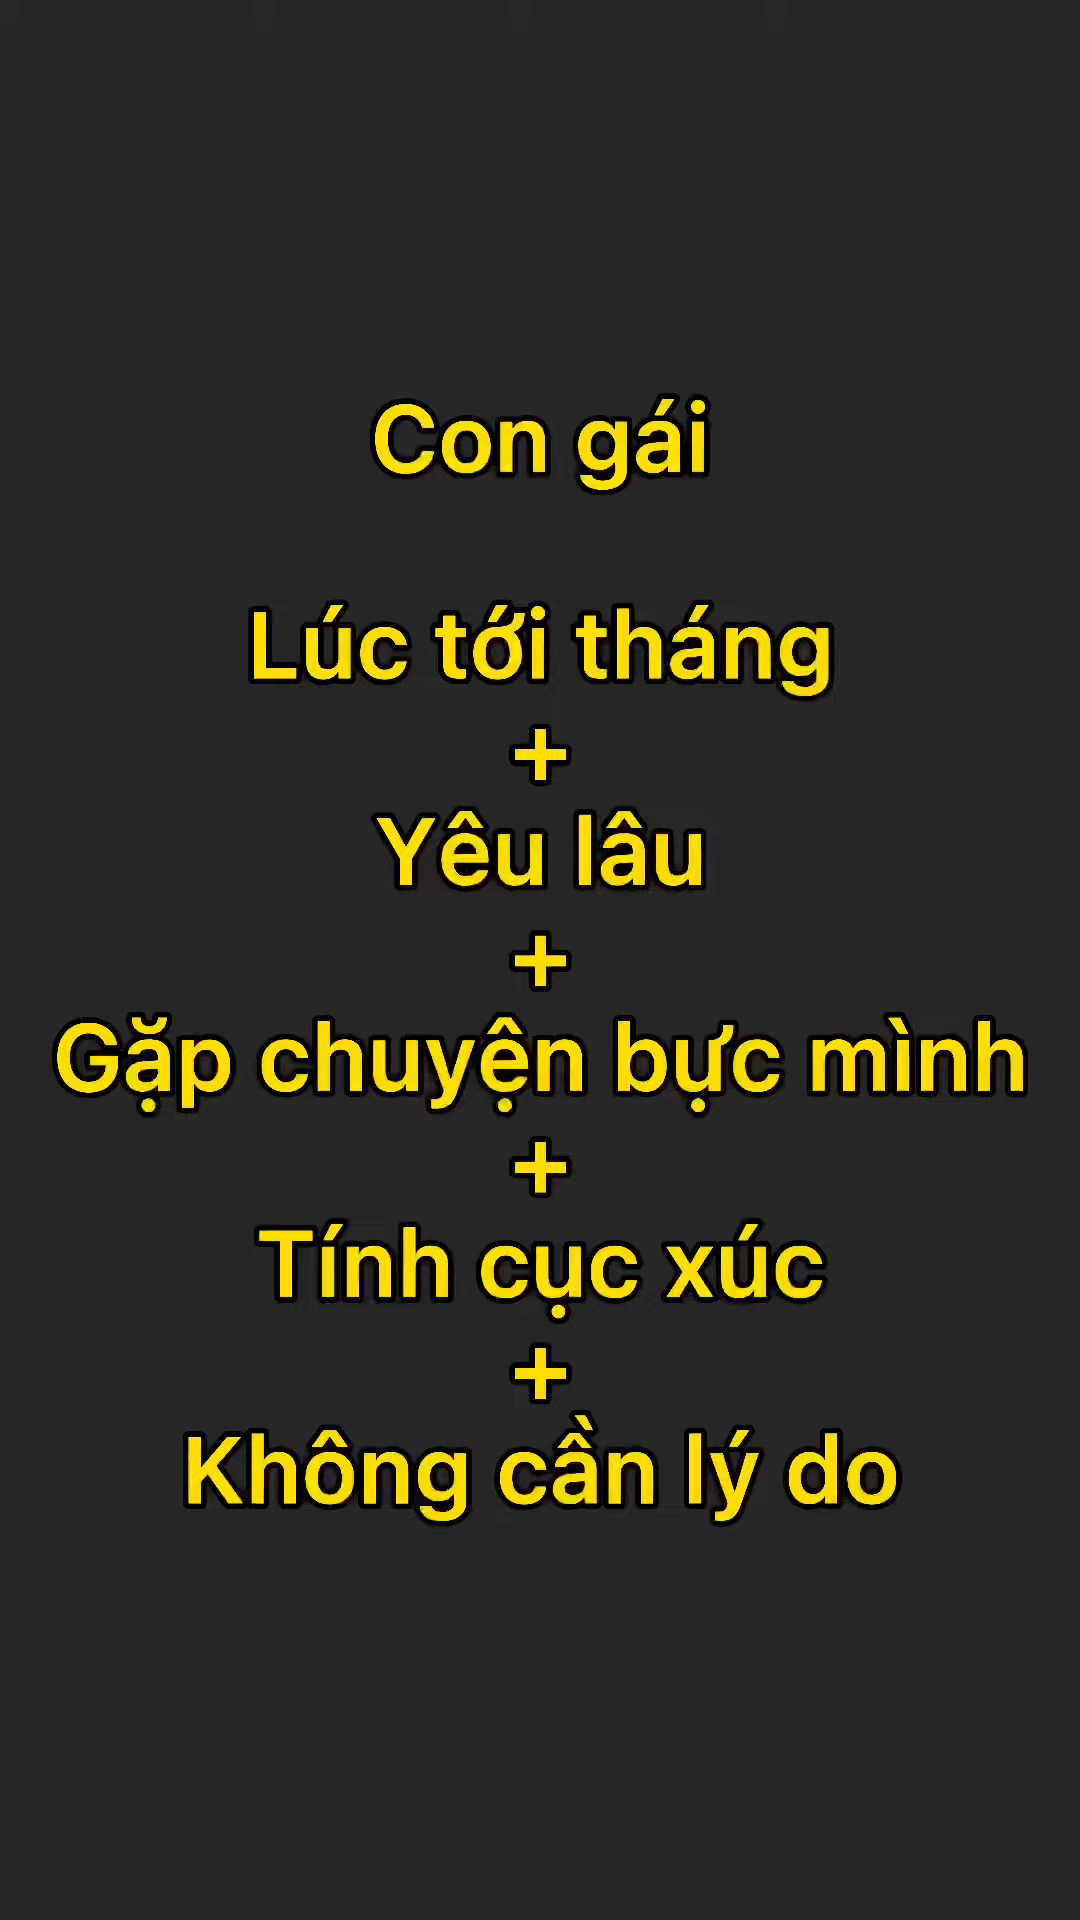 Con gái
Lúc tới tháng
+
Yêu lâu
+
Gặp chuyện bực mình
+
Tính cục xúc
+
Không cần lý do